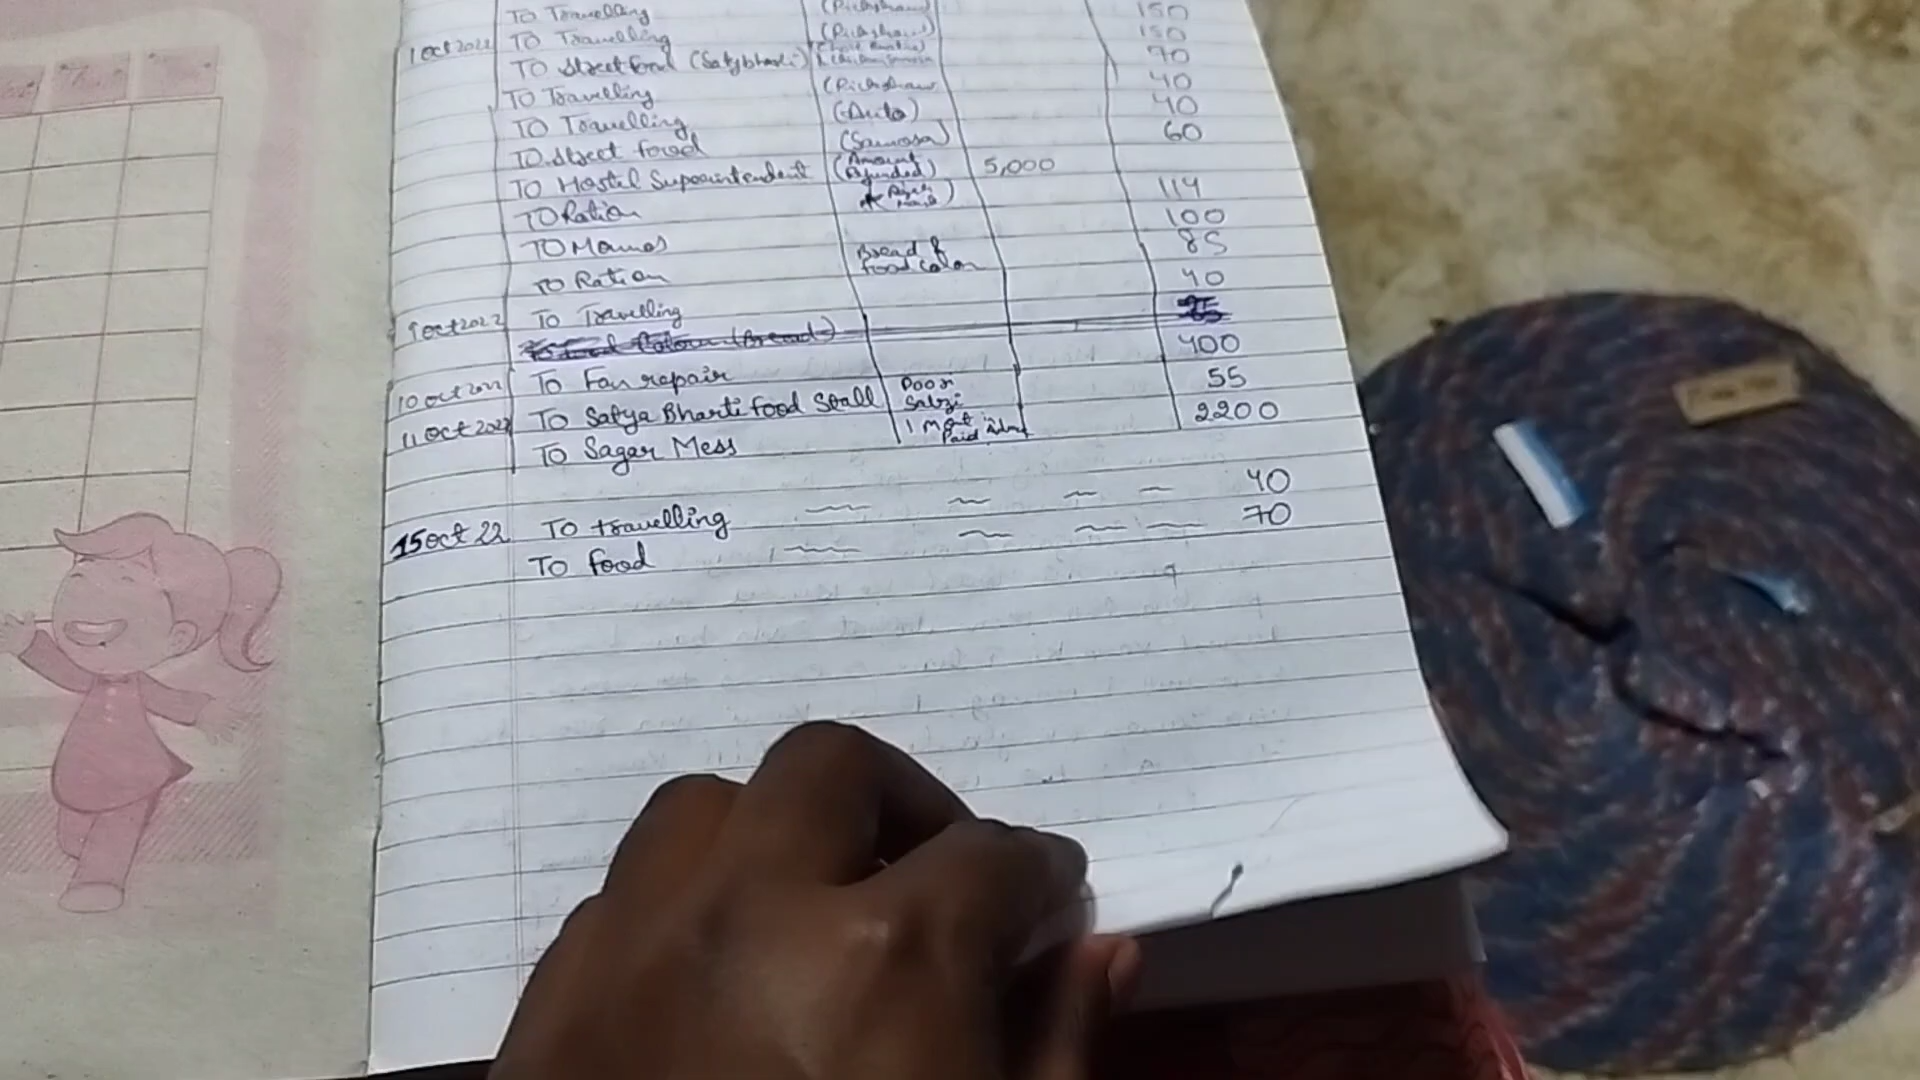 TO Travelling (Rickshaw) 150
1 Oct 2022 TO Travelling (Rickshaw) 150
TO Street food (Satybharti) 70
TO Travelling (Rickshaw 40
TO Travelling (Auto) 40
TO Street food (Samosa) 60
TO Hostel Superintendent (Amount Refunded) 5,000
TO Ration 114
TO Momos 100
TO Ration Bread & food colon 85
9 Oct 2022 TO Travelling 40
10 Oct 2022 TO Fan repair 400
11 Oct 2022 TO Satya Bharti Food Stall Poori Sabzi 55
TO Sagar Mess 1 Paid 2200
15 Oct 22 TO travelling 40
TO food 70